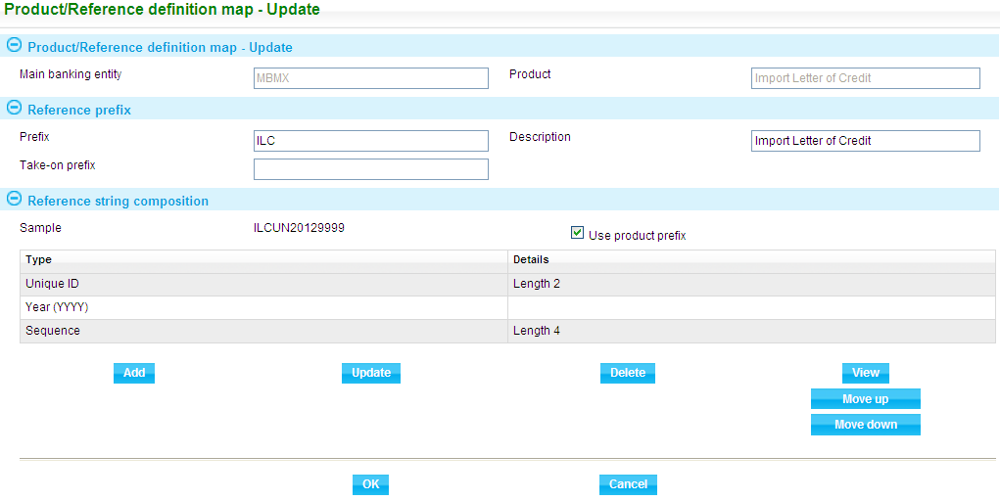 Product/Reference definition map - Update
Product/Reference definition map - Update
Main banking entity MBMX Product Import Letter of Credit
Reference prefix
Prefix ILC Description Import Letter of Credit
Take-on prefix
Reference string composition
Sample ILCUN20129999 Use product prefix
Type Details
Unique ID Length 2
Year (YYYY)
Sequence Length 4
Add Update Delete View
Move up
Move down
OK Cancel